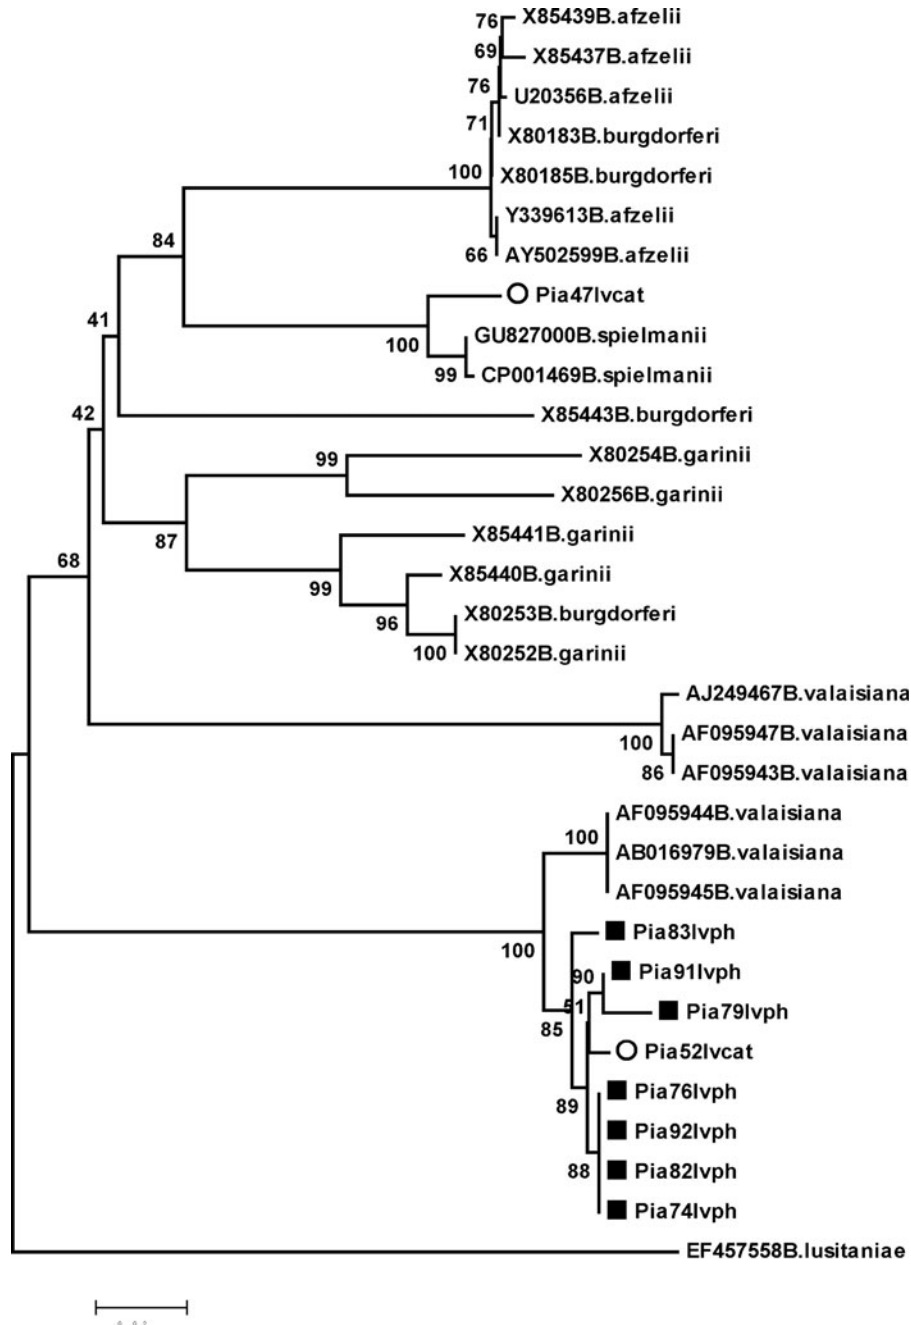 76
X85439B.afzelii
69
X85437B.afzelii
76
U20356B.afzelii
71
X80183B.burgdorferi
100
X80185B.burgdorferi
Y339613B.afzelii
66
AY502599B.afzelii
84
Pia47Ivcat
41
GU827000B.spielmanii
100
99
CP001469B.spielmanii
42
X85443B.burgdorferi
99
X80254B.garinii
X80256B.garinii
87
X85441B.garinii
68
99
X85440B.garinii
96
X80253B.burgdorferi
100
X80252B.garinii
AJ249467B.valaisiana
100
AF095947B.valaisiana
86
AF095943B.valaisiana
AF095944B.valaisiana
100
AB016979B.valaisiana
AF095945B.valaisiana
100
Pia83Ivph
90
Pia91Ivph
51
Pia79Ivph
85
Pia52Ivcat
89
Pia76Ivph
Pia92Ivph
88
Pia82Ivph
Pia74Ivph
EF457558B.lusitaniae